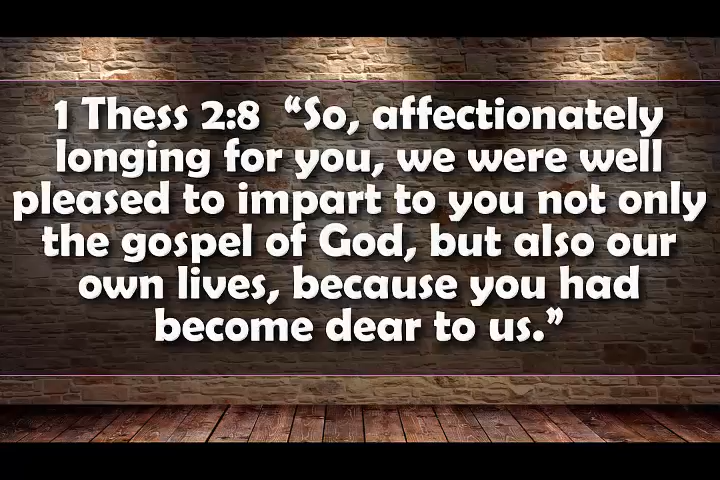 1 Thess 2:8  “So, affectionately
longing for you, we were well
pleased to impart to you not only
the gospel of God, but also our
own lives, because you had
become dear to us.”